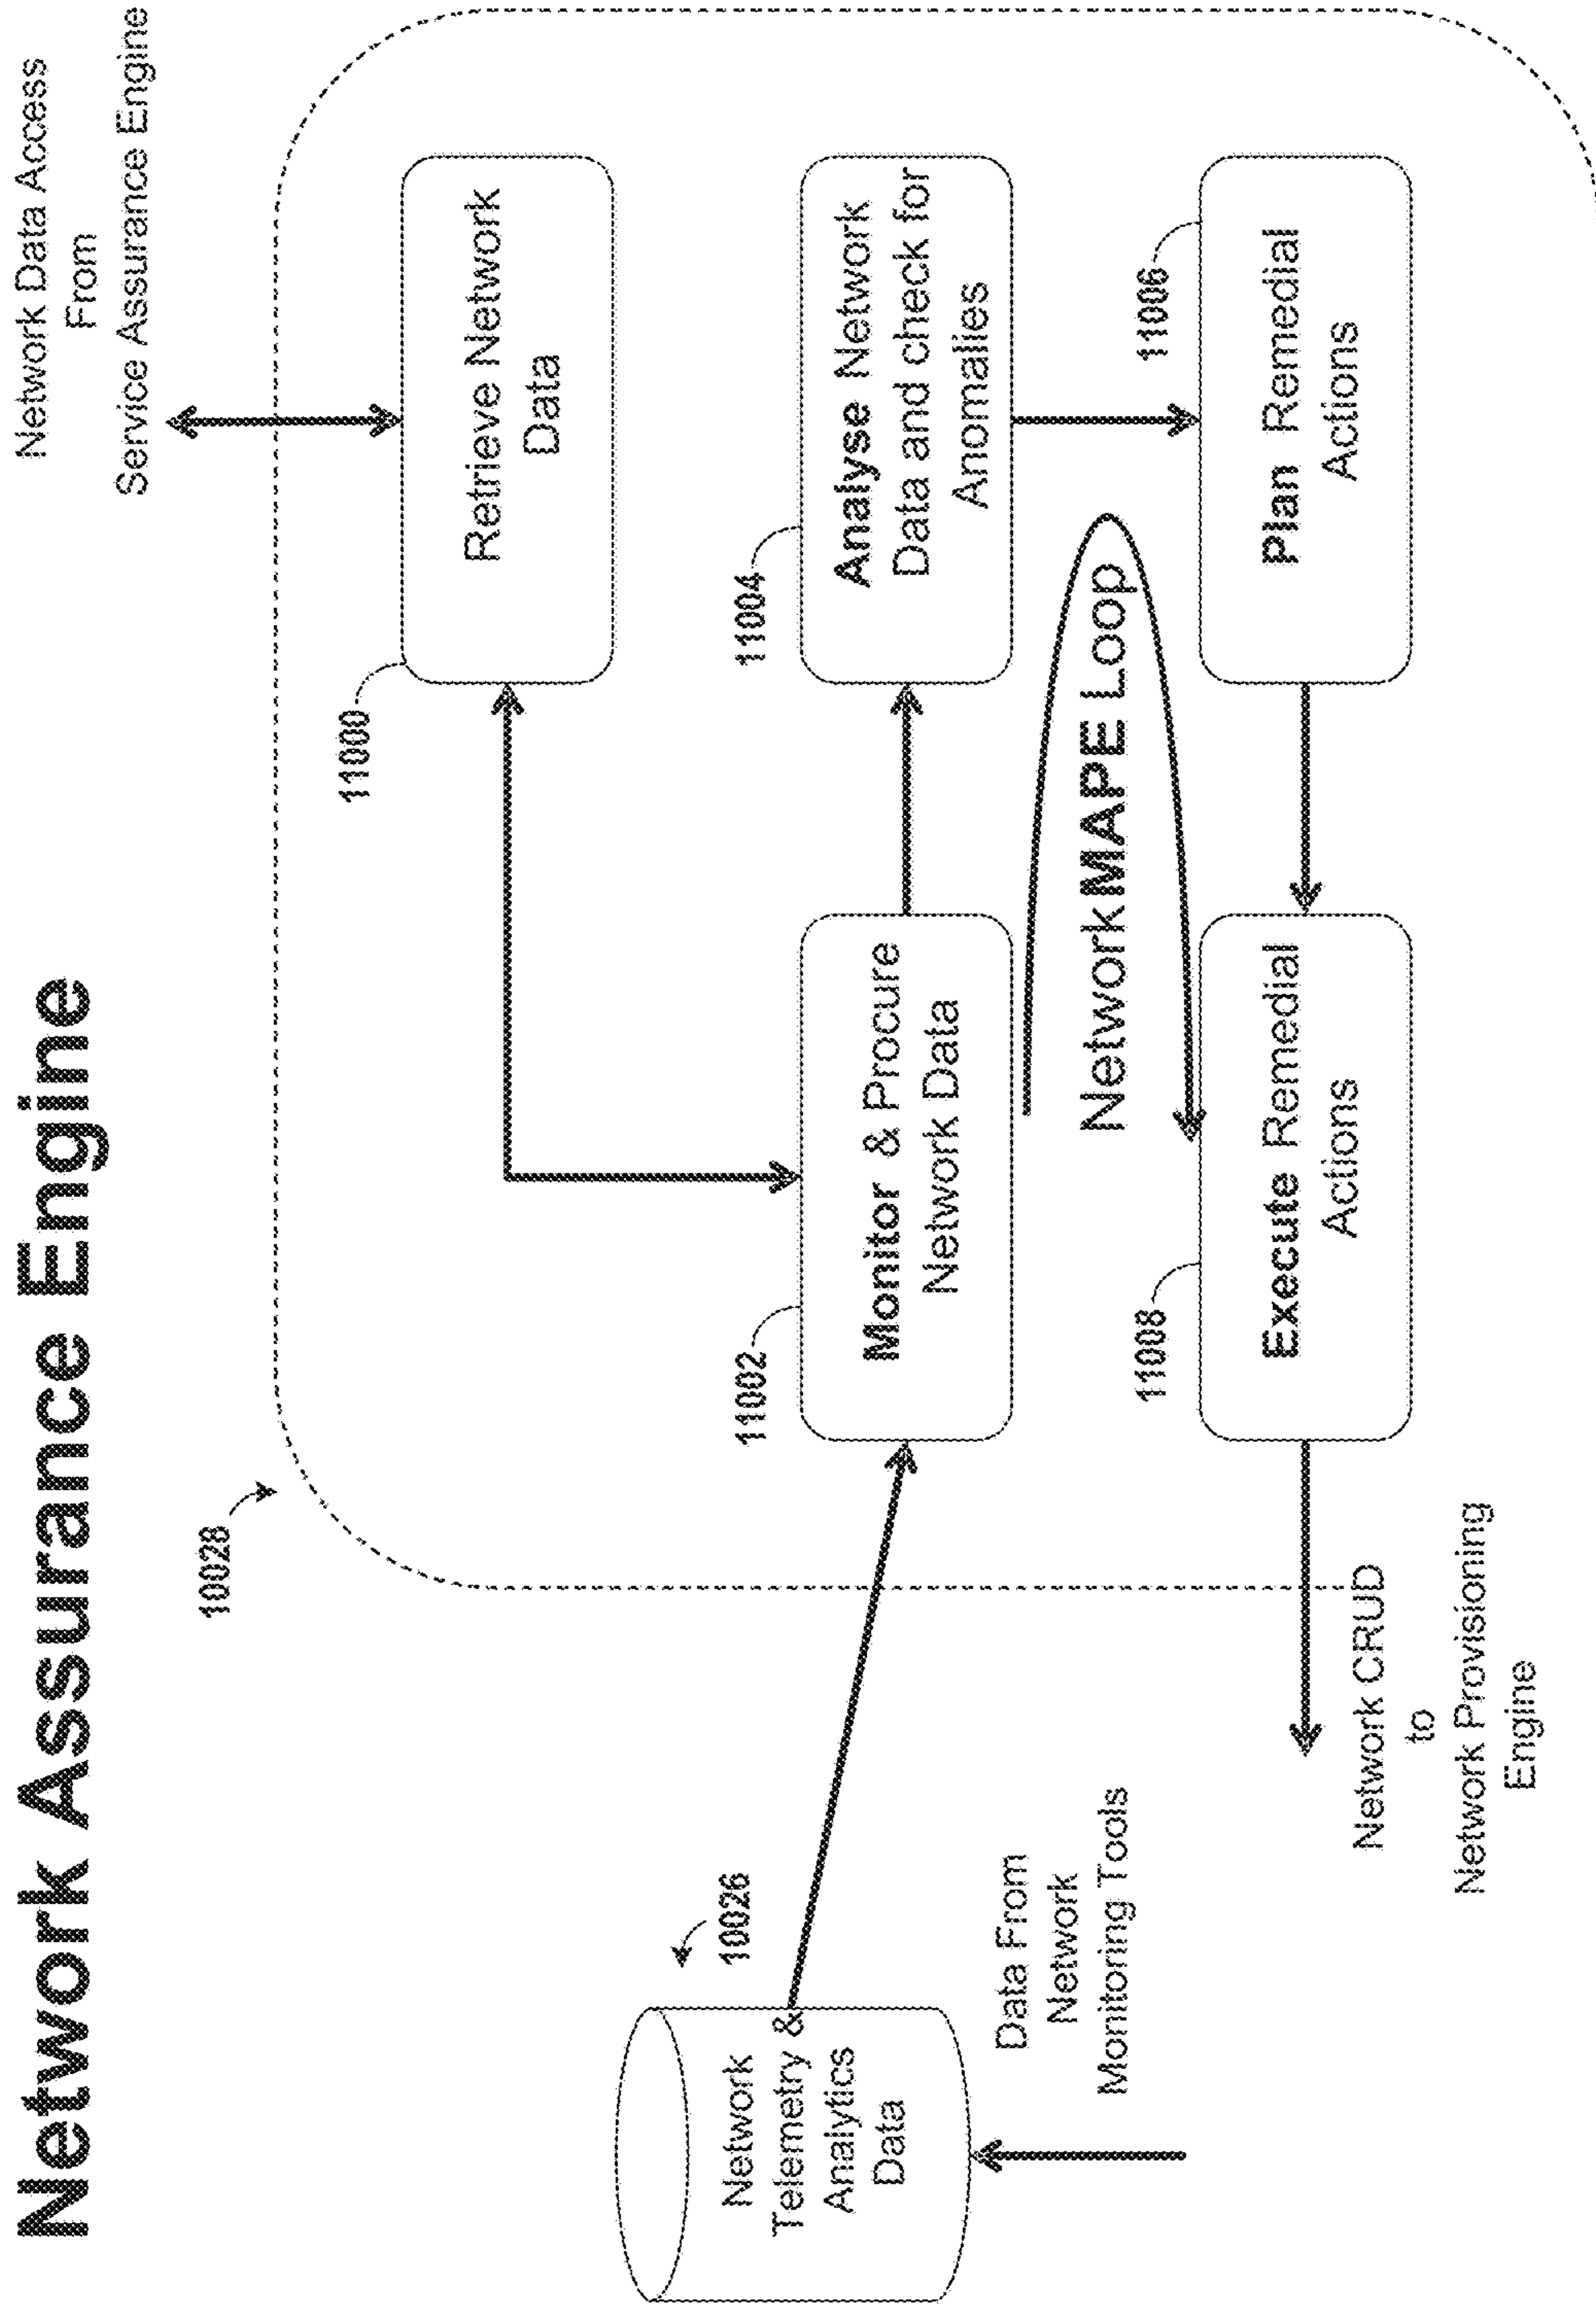 Network Assurance Engine
Network Data Access
From
Service Assurance Engine
10028
11000
Retrieve Network
Data
10026
Network
Telemetry &
Analytics
Data
Data From
Network
Monitoring Tools
11002
Monitor & Procure
Network Data
11004
Analyse Network
Data and check for
Anomalies
Network MAPE Loop
11008
Execute Remedial
Actions
11006
Plan Remedial
Actions
Network CRUD
to
Network Provisioning
Engine